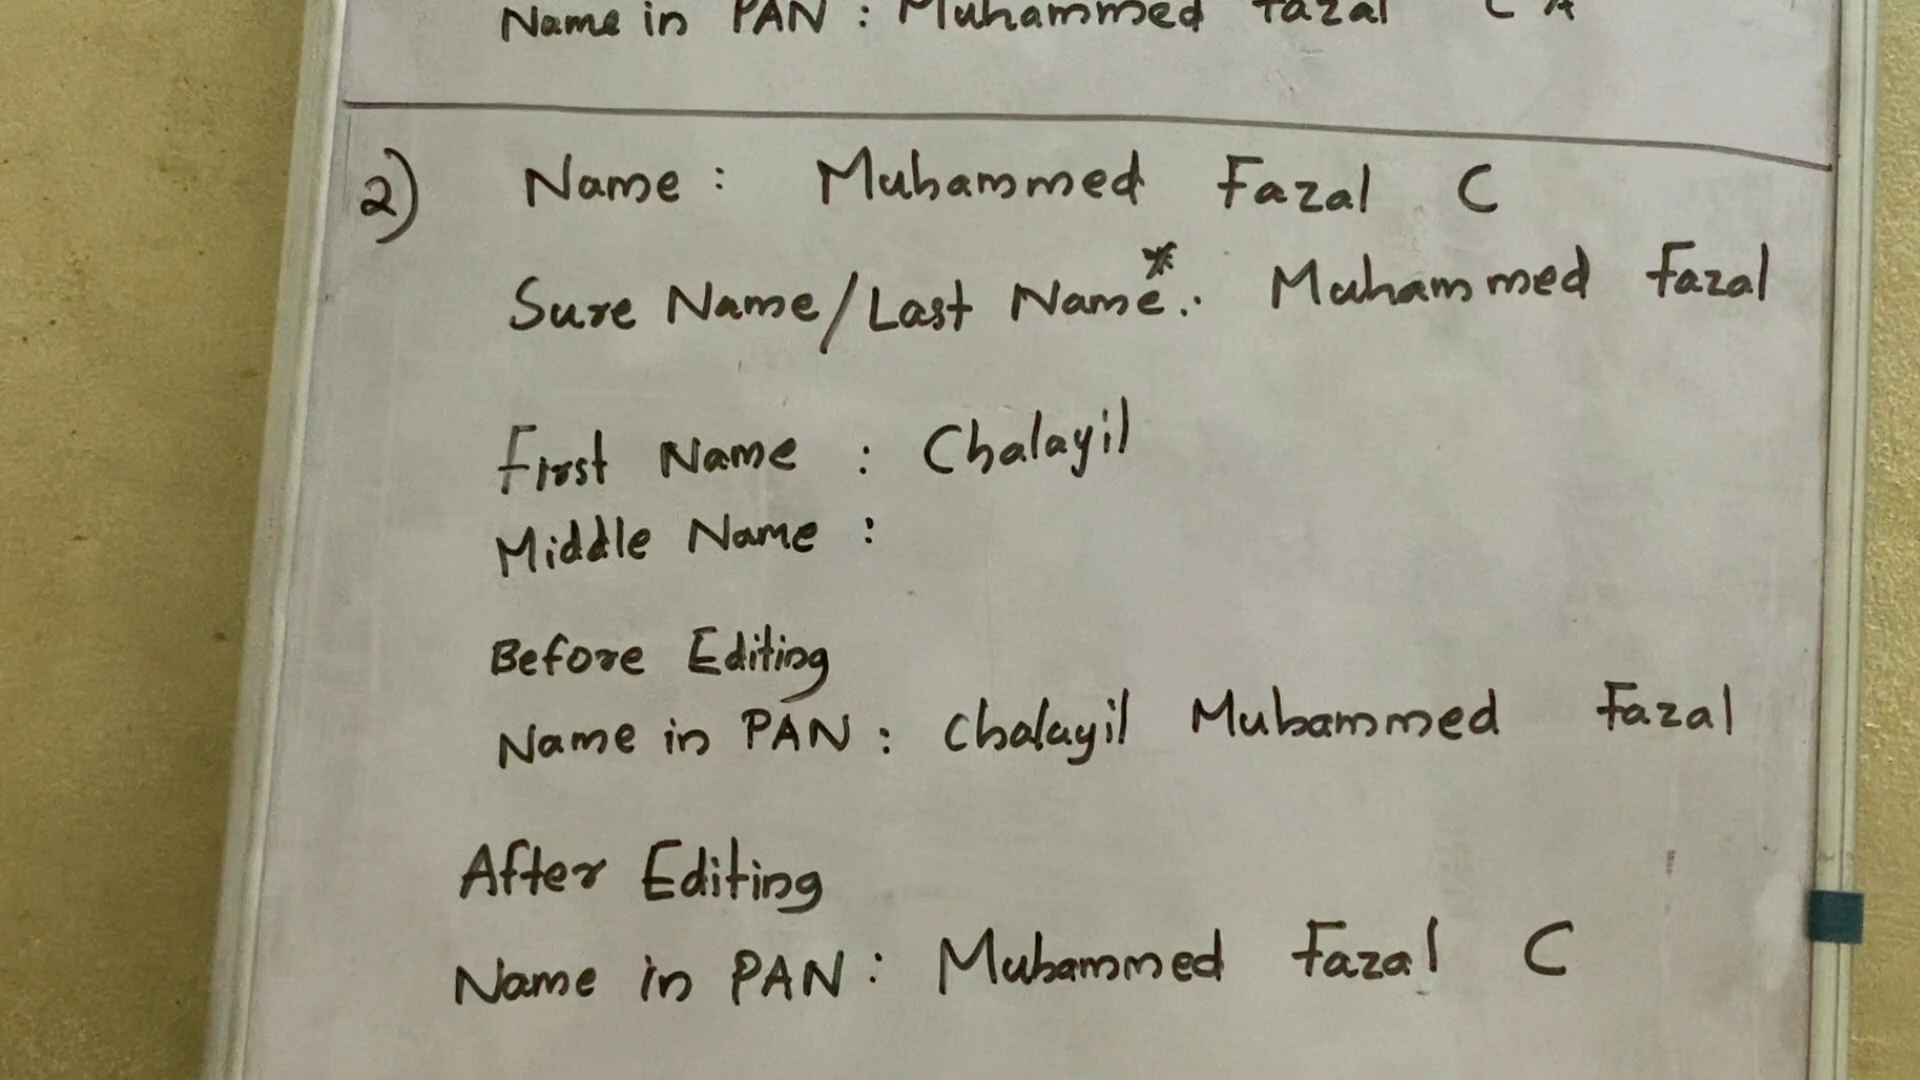 Name in PAN : Muhammed Fazal C A
2) Name : Muhammed Fazal C
Sure Name/Last Name*: Muhammed Fazal
First Name : Chalayil
Middle Name :
Before Editing
Name in PAN : Chalayil Muhammed Fazal
After Editing
Name in PAN : Muhammed Fazal C